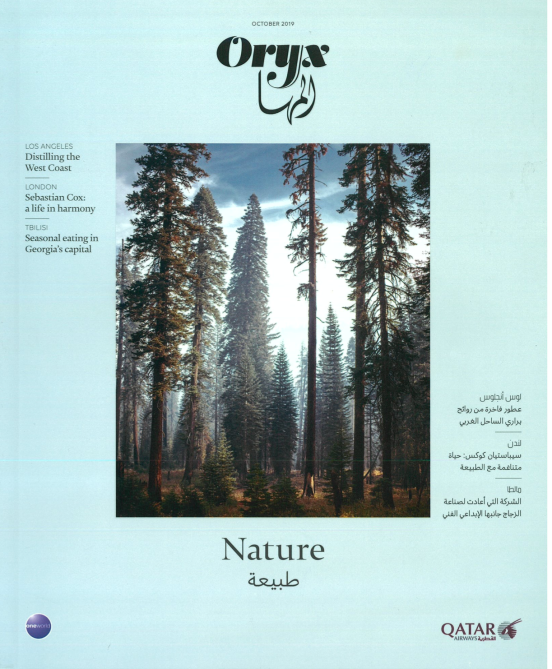 OCTOBER 2019
Oryx
المها
LOS ANGELES
Distilling the
West Coast
LONDON
Sebastian Cox:
a life in harmony
TBILISI
Seasonal eating in
Georgia's capital
لوس أنجلوس
عطور فاخرة من روائح
براري الساحل الغربي
لندن
سيباستيان كوكس: حياة
متناغمة مع الطبيعة
مالطا
الشركة التي أعادت لصناعة
الزجاج جانبها الإبداعي الفني
Nature
طبيعة
oneworld
QATAR
AIRWAYS القطرية